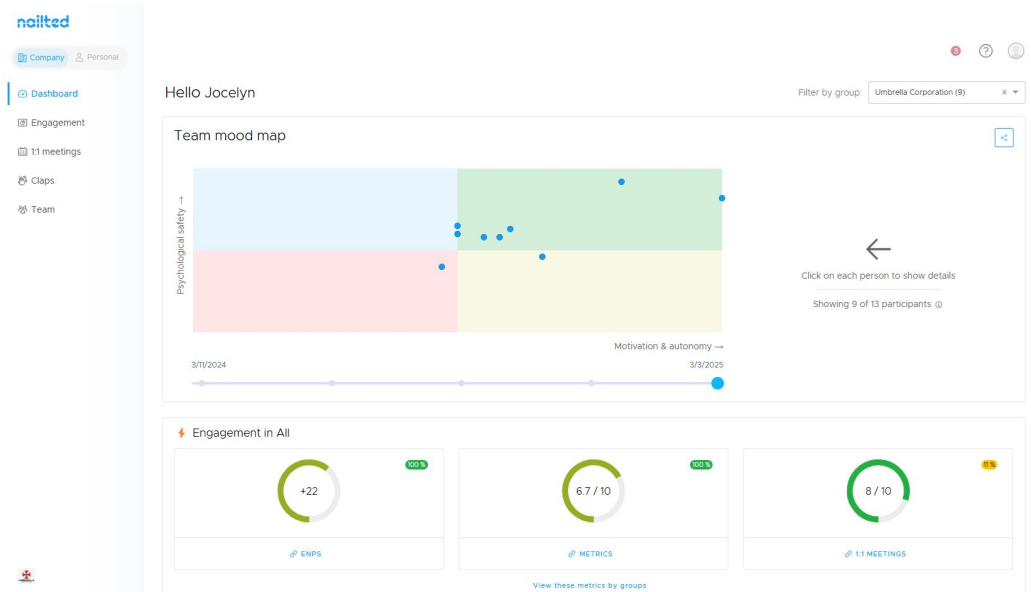 nailted
Company Personal
3
Dashboard
Engagement
1:1 meetings
Claps
Team
Hello Jocelyn
Filter by group: Umbrella Corporation (9)
Team mood map
Psychological safety →
Motivation & autonomy →
3/11/2024 3/3/2025
Click on each person to show details
Showing 9 of 13 participants
Engagement in All
100 %
+22
ENPS
100 %
6.7 / 10
METRICS
11 %
8 / 10
1:1 MEETINGS
View these metrics by groups